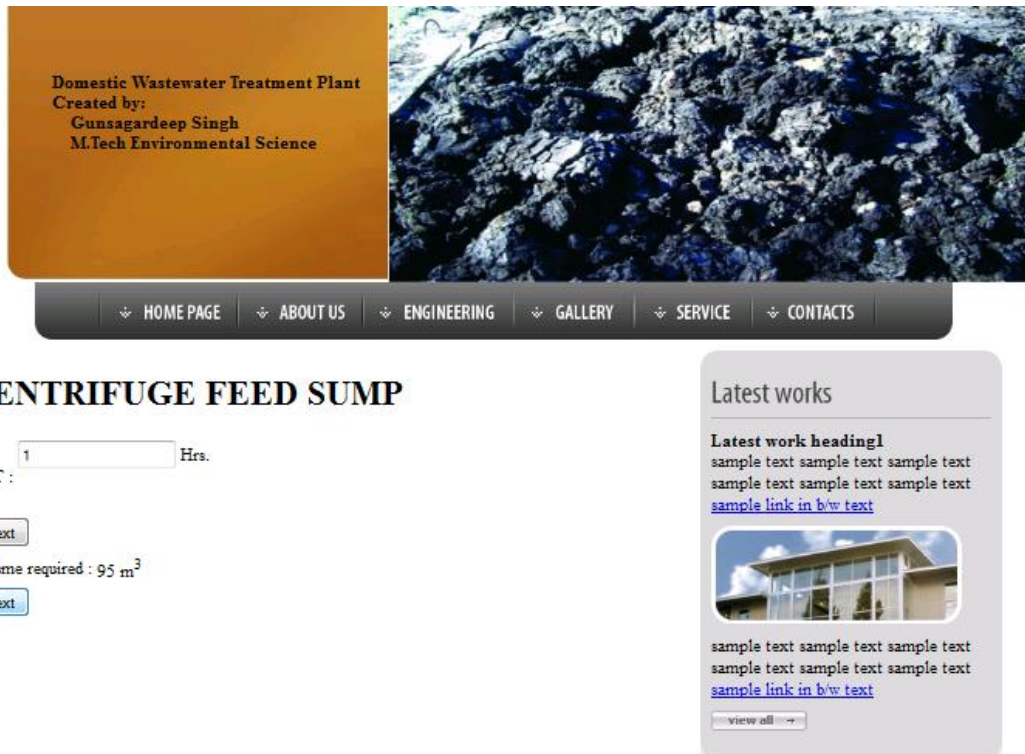 Domestic Wastewater Treatment Plant
Created by:
Gunsagardeep Singh
M.Tech Environmental Science
HOME PAGE ABOUT US ENGINEERING GALLERY SERVICE CONTACTS
ENTRIFUGE FEED SUMP
1 Hrs.
T :
ext
ume required : 95 m³
ext
Latest works
Latest work heading1
sample text sample text sample text
sample text sample text sample text
sample link in b/w text
sample text sample text sample text
sample text sample text sample text
sample link in b/w text
view all →